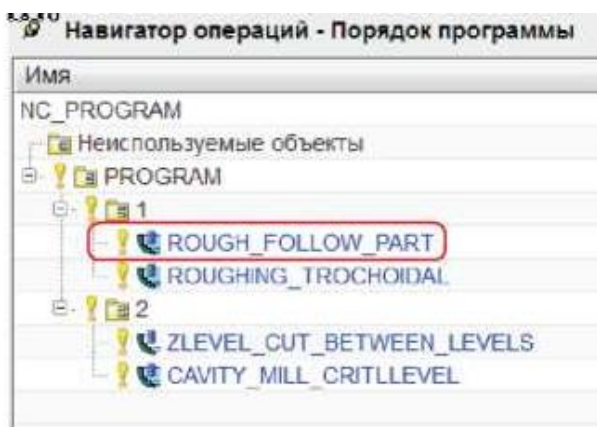 Навигатор операций - Порядок программы
Имя
NC_PROGRAM
Неиспользуемые объекты
PROGRAM
1
ROUGH_FOLLOW_PART
ROUGHING_TROCHOIDAL
2
ZLEVEL_CUT_BETWEEN_LEVELS
CAVITY_MILL_CRITLLEVEL